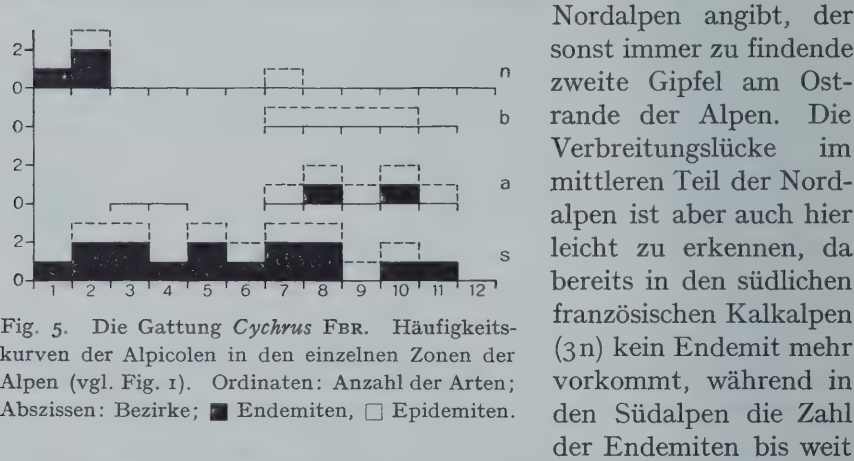 2
0
n
0
b
2
0
a
2
0
s
1 2 3 4 5 6 7 8 9 10 11 12
Fig. 5. Die Gattung Cychrus FBR. Häufigkeits-
kurven der Alpicolen in den einzelnen Zonen der
Alpen (vgl. Fig. 1). Ordinaten: Anzahl der Arten;
Abszissen: Bezirke; ■ Endemiten, □ Epidemiten.
Nordalpen angibt, der
sonst immer zu findende
zweite Gipfel am Ost-
rande der Alpen. Die
Verbreitungslücke im
mittleren Teil der Nord-
alpen ist aber auch hier
leicht zu erkennen, da
bereits in den südlichen
französischen Kalkalpen
(3n) kein Endemit mehr
vorkommt, während in
den Südalpen die Zahl
der Endemiten bis weit